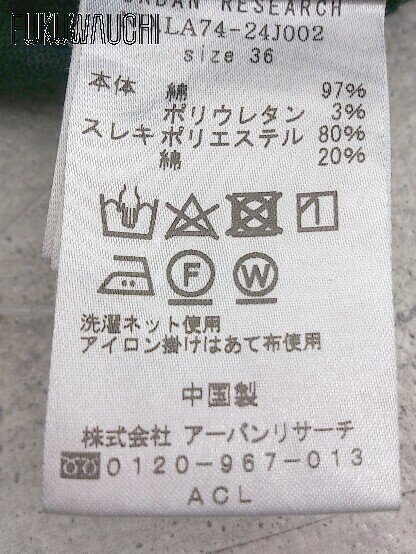 FUKUWAUCHI
URBAN RESEARCH
LA74-24J002
size 36
本体 綿 97%
ポリウレタン 3%
スレキ ポリエステル 80%
綿 20%
F W
洗濯ネット使用
アイロン掛けはあて布使用
中国製
株式会社 アーバンリサーチ
0120-967-013
ACL